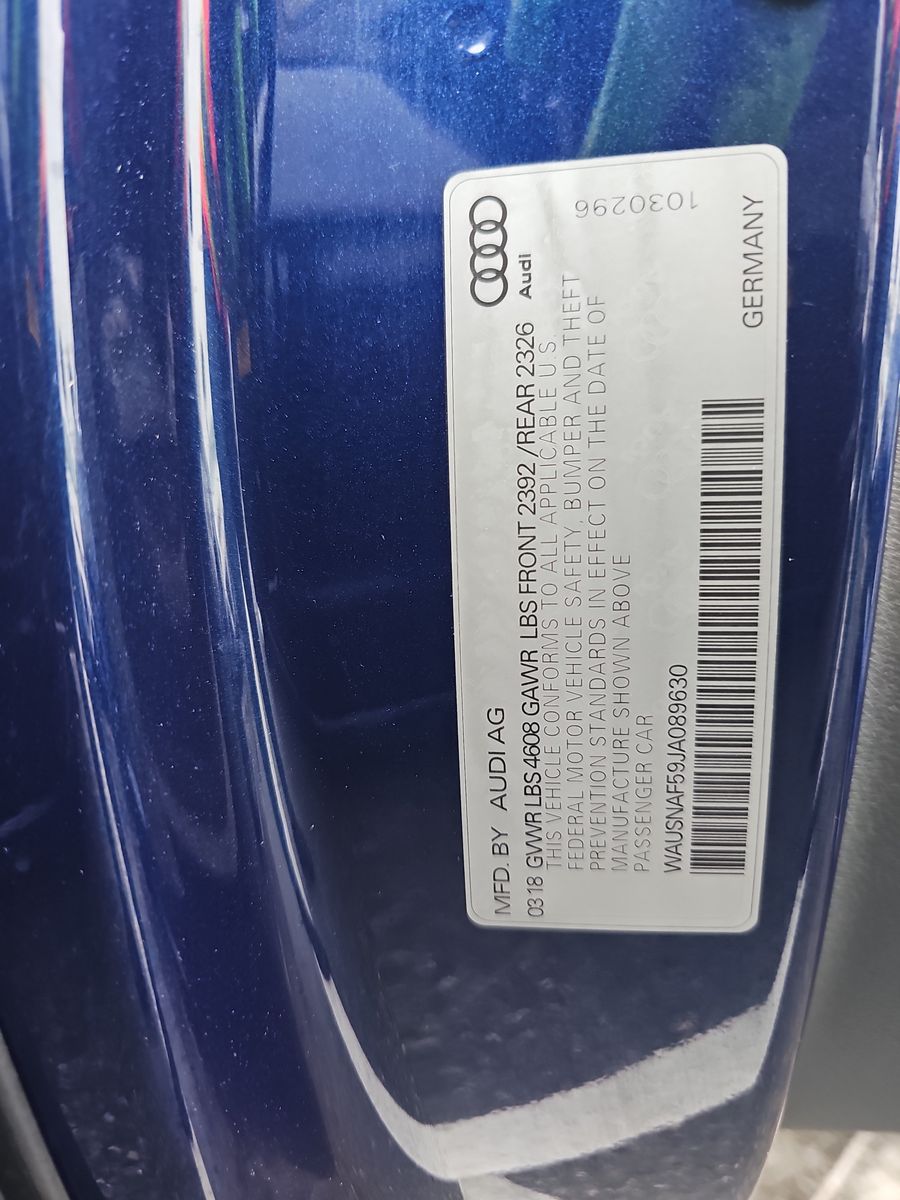 MFD. BY AUDI AG
Audi
0318 GVWR LBS 4608 GAWR LBS FRONT 2392 /REAR 2326
THIS VEHICLE CONFORMS TO ALL APPLICABLE U.S.
FEDERAL MOTOR VEHICLE SAFETY, BUMPER AND THEFT
PREVENTION STANDARDS IN EFFECT ON THE DATE OF
MANUFACTURE SHOWN ABOVE
PASSENGER CAR
WAUSNAF59JA089630
GERMANY
1030296